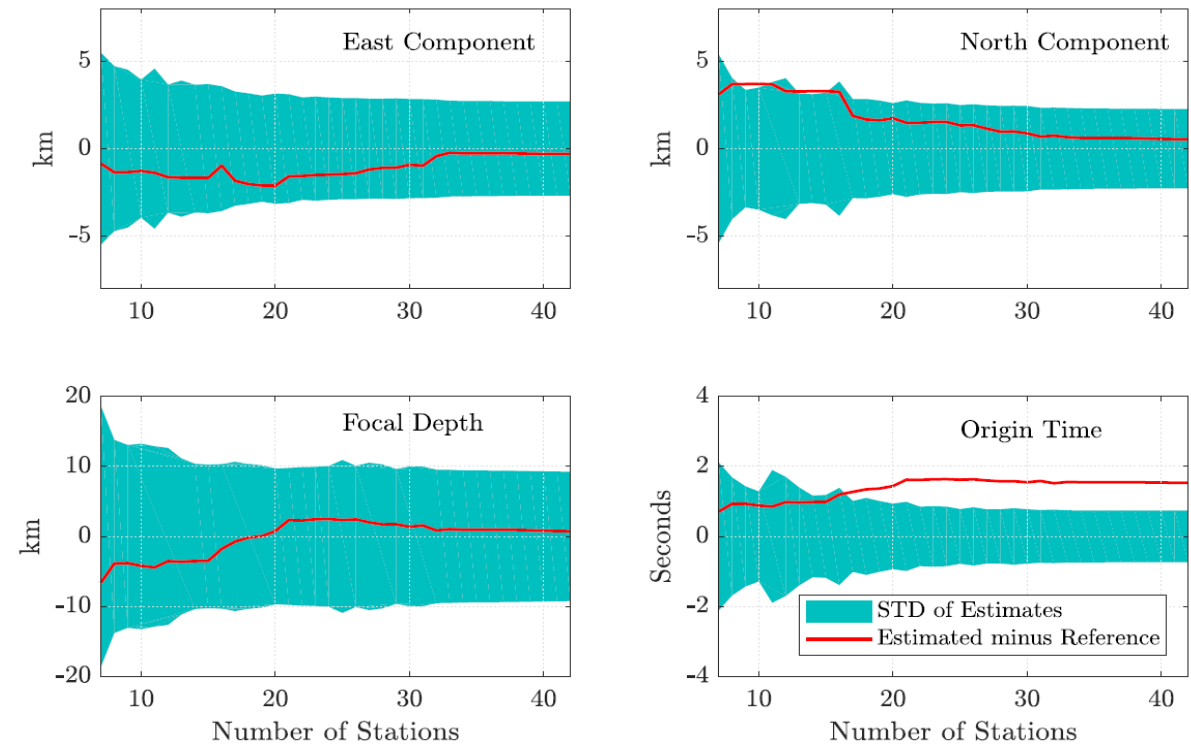 East Component
5
0
-5
km
10
20
30
40
North Component
5
0
-5
km
10
20
30
40
Focal Depth
20
10
0
-10
-20
km
10
20
30
40
Number of Stations
Origin Time
4
2
0
-2
-4
Seconds
STD of Estimates
Estimated minus Reference
10
20
30
40
Number of Stations